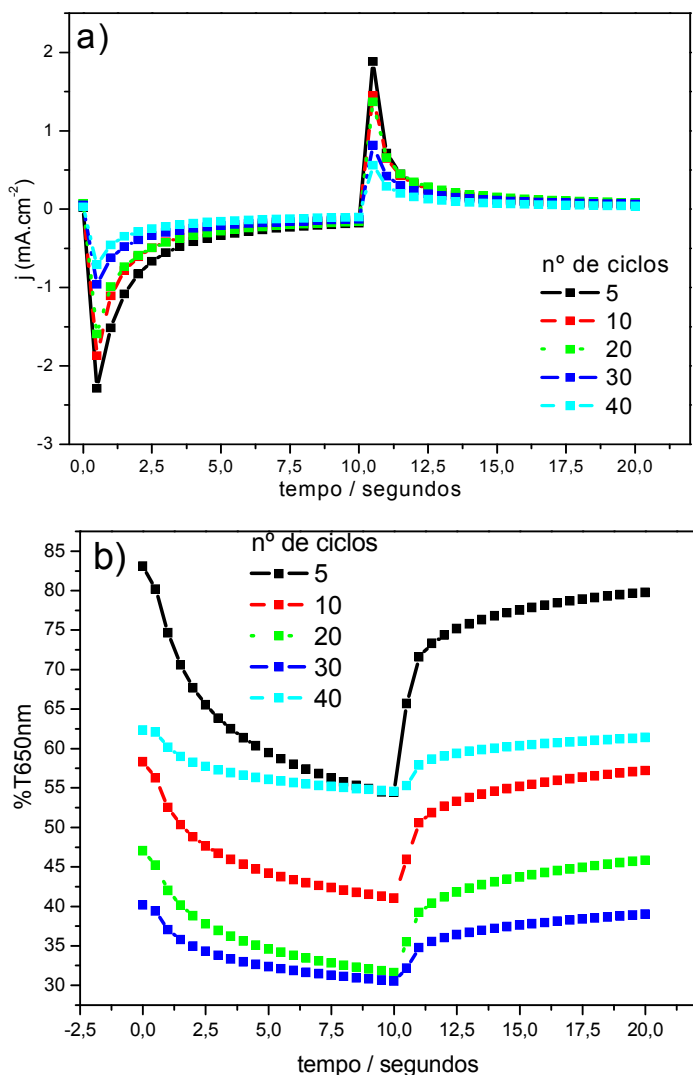 a)
2
1
0
-1
-2
-3
j (mA.cm⁻²)
nº de ciclos
5
10
20
30
40
0,0 2,5 5,0 7,5 10,0 12,5 15,0 17,5 20,0
tempo / segundos
b)
nº de ciclos
5
10
20
30
40
85
80
75
70
65
60
55
50
45
40
35
30
%T650nm
-2,5 0,0 2,5 5,0 7,5 10,0 12,5 15,0 17,5 20,0
tempo / segundos